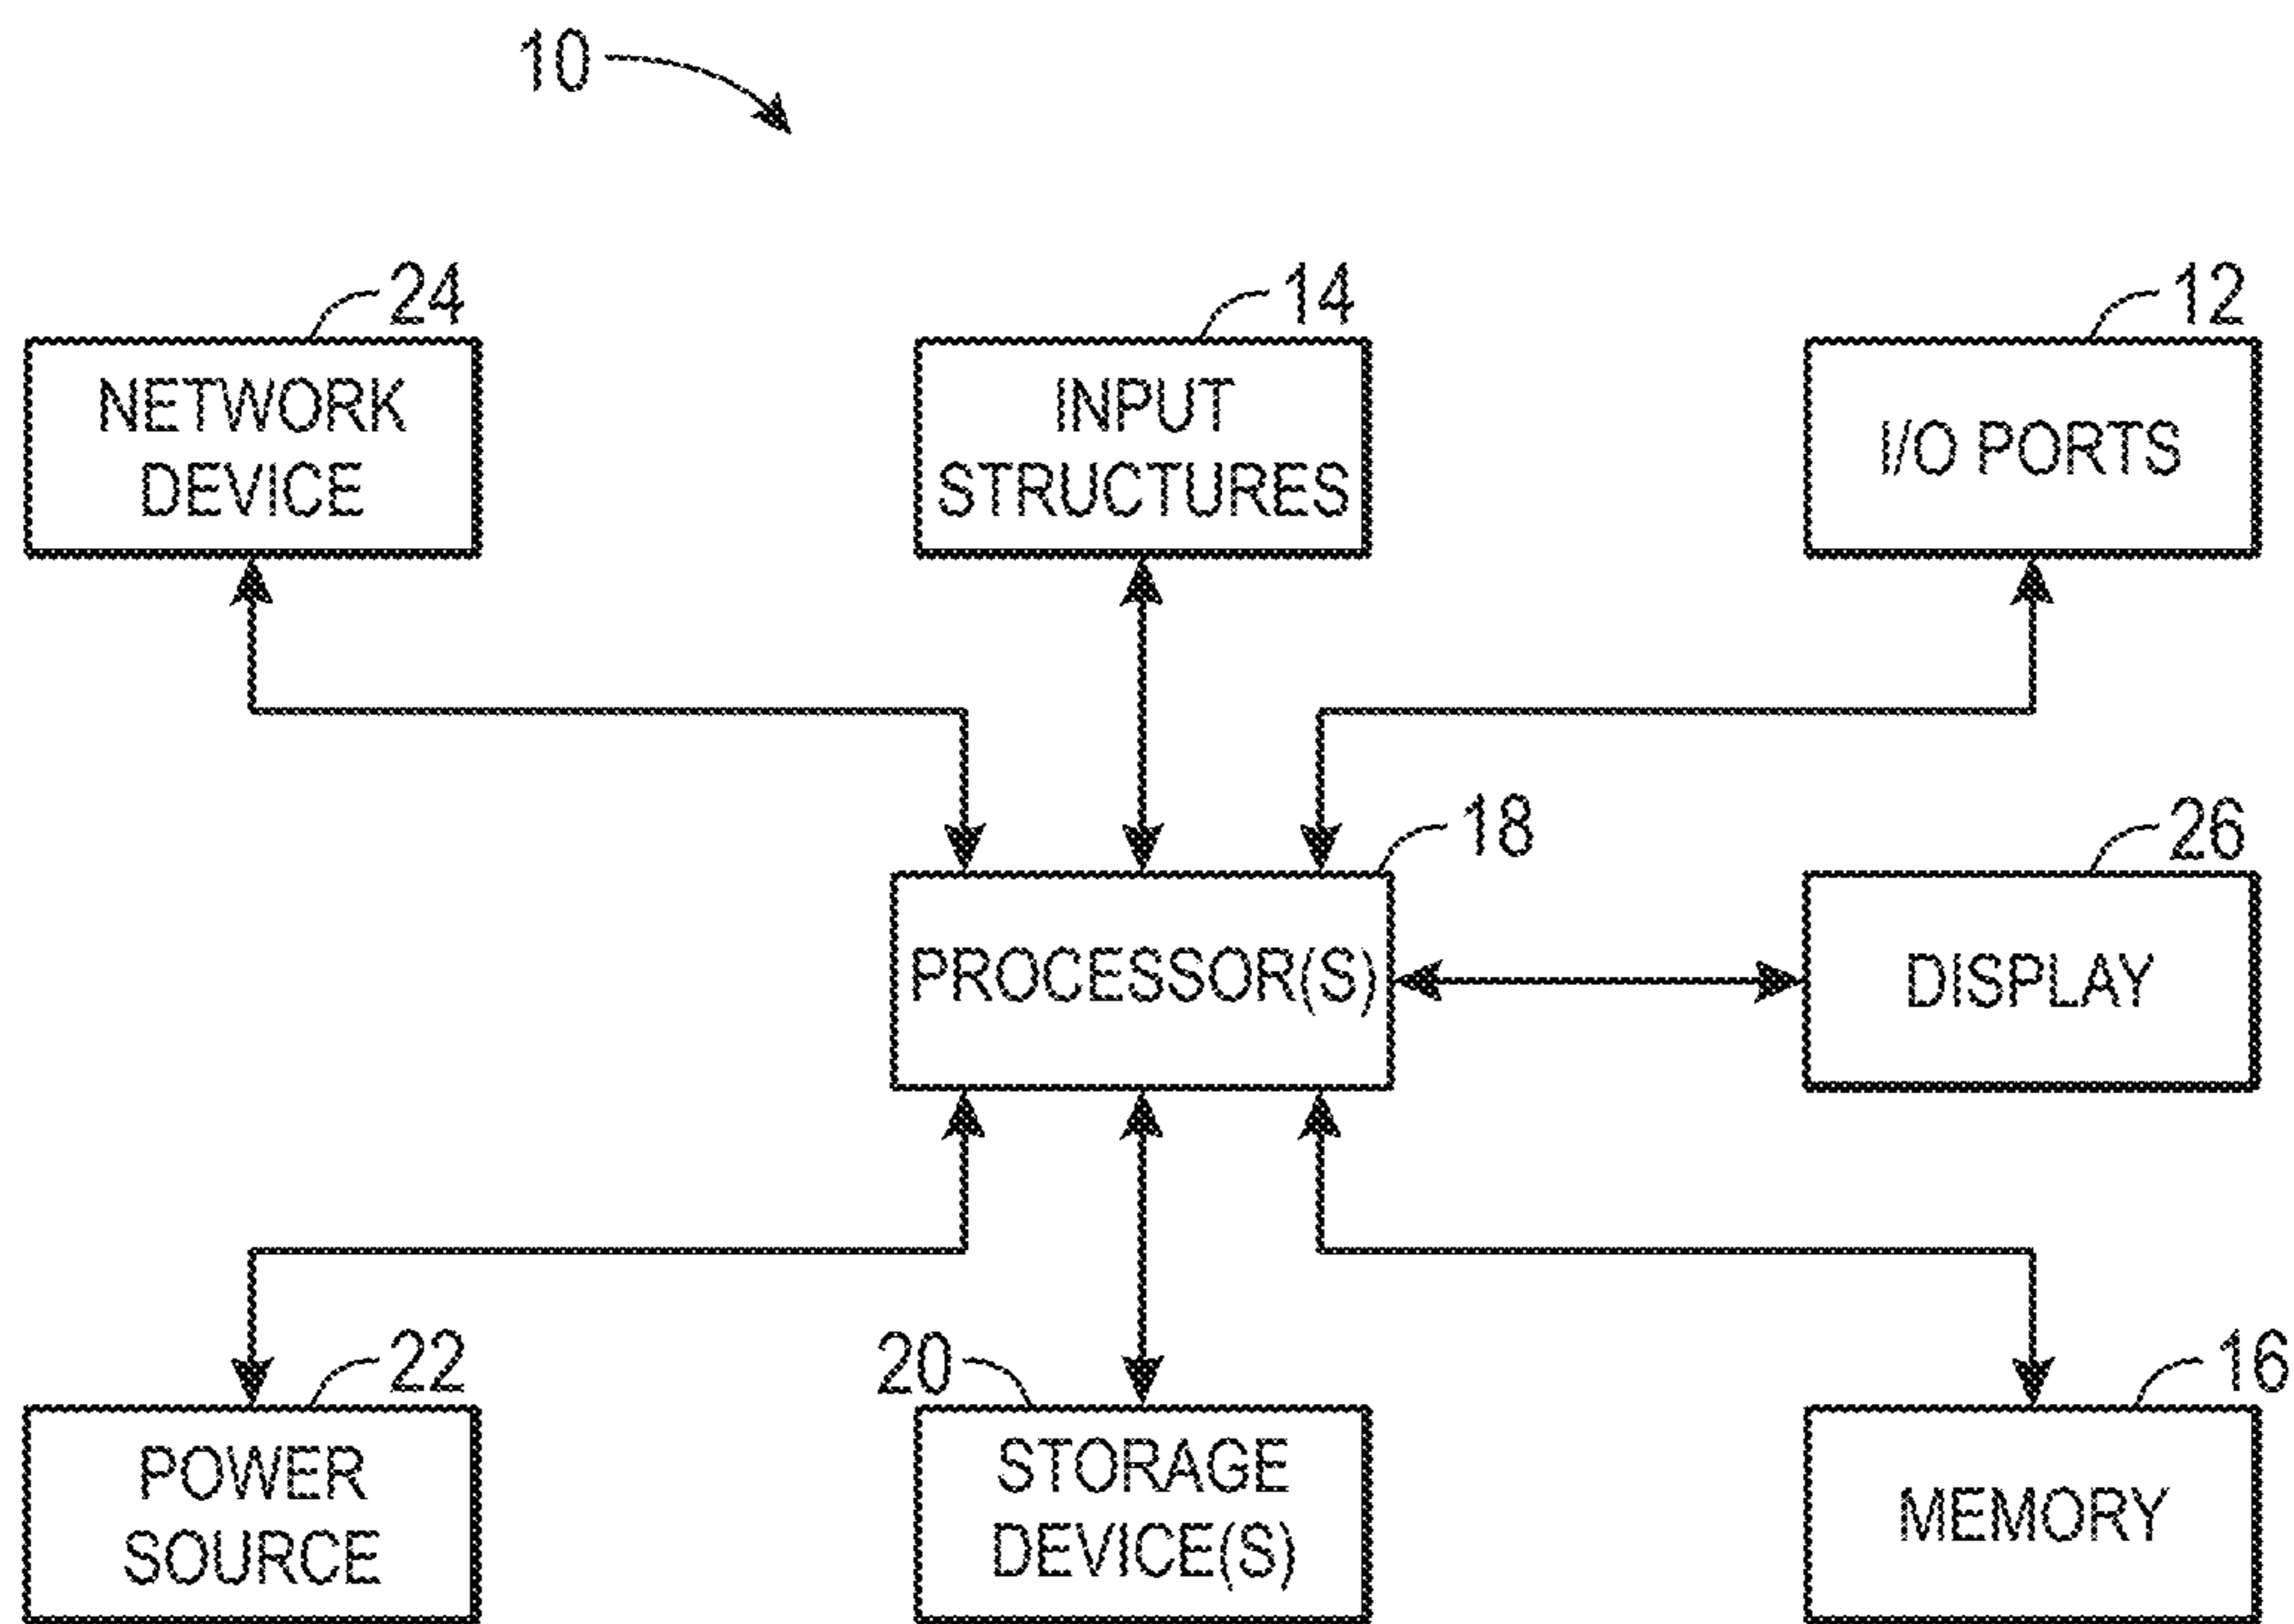 10
24
14
12
NETWORK
DEVICE
INPUT
STRUCTURES
I/O PORTS
18
26
PROCESSOR(S)
DISPLAY
22
20
16
POWER
SOURCE
STORAGE
DEVICE(S)
MEMORY